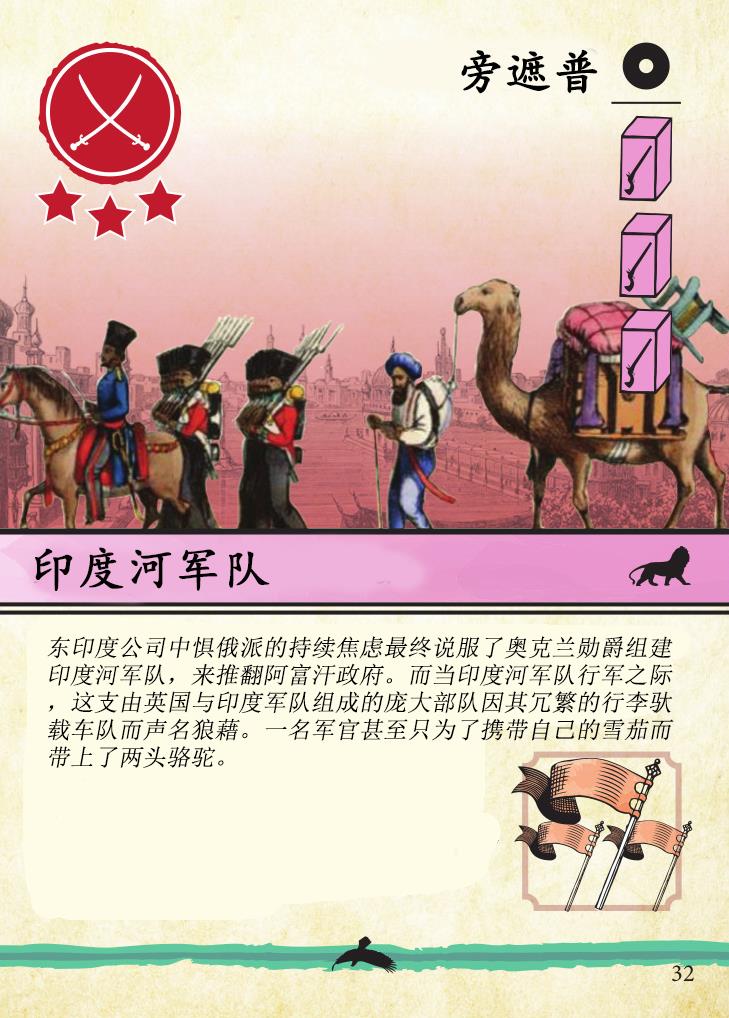 旁遮普
印度河军队
东印度公司中惧俄派的持续焦虑最终说服了奥克兰勋爵组建
印度河军队，来推翻阿富汗政府。而当印度河军队行军之际
，这支由英国与印度军队组成的庞大部队因其冗繁的行李驮
载车队而声名狼藉。一名军官甚至只为了携带自己的雪茄而
带上了两头骆驼。
32